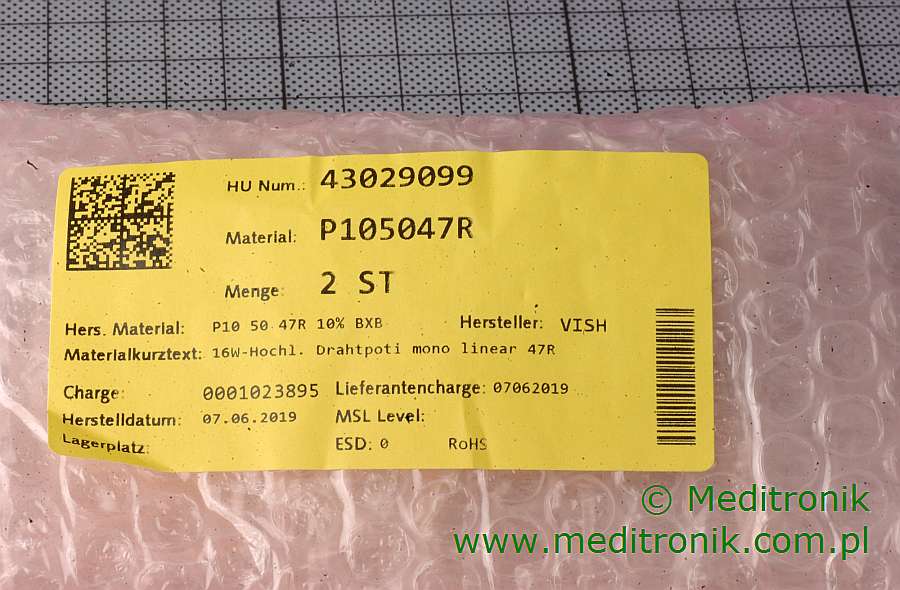 HU Num.: 43029099
Material: P105047R
Menge: 2 ST
Hers. Material: P10 50 47R 10% BXB Hersteller: VISH
Materialkurztext: 16W-Hochl. Drahtpoti mono linear 47R
Charge: 0001023895 Lieferantencharge: 07062019
Herstelldatum: 07.06.2019 MSL Level:
Lagerplatz: ESD: 0 RoHS
© Meditronik
www.meditronik.com.pl